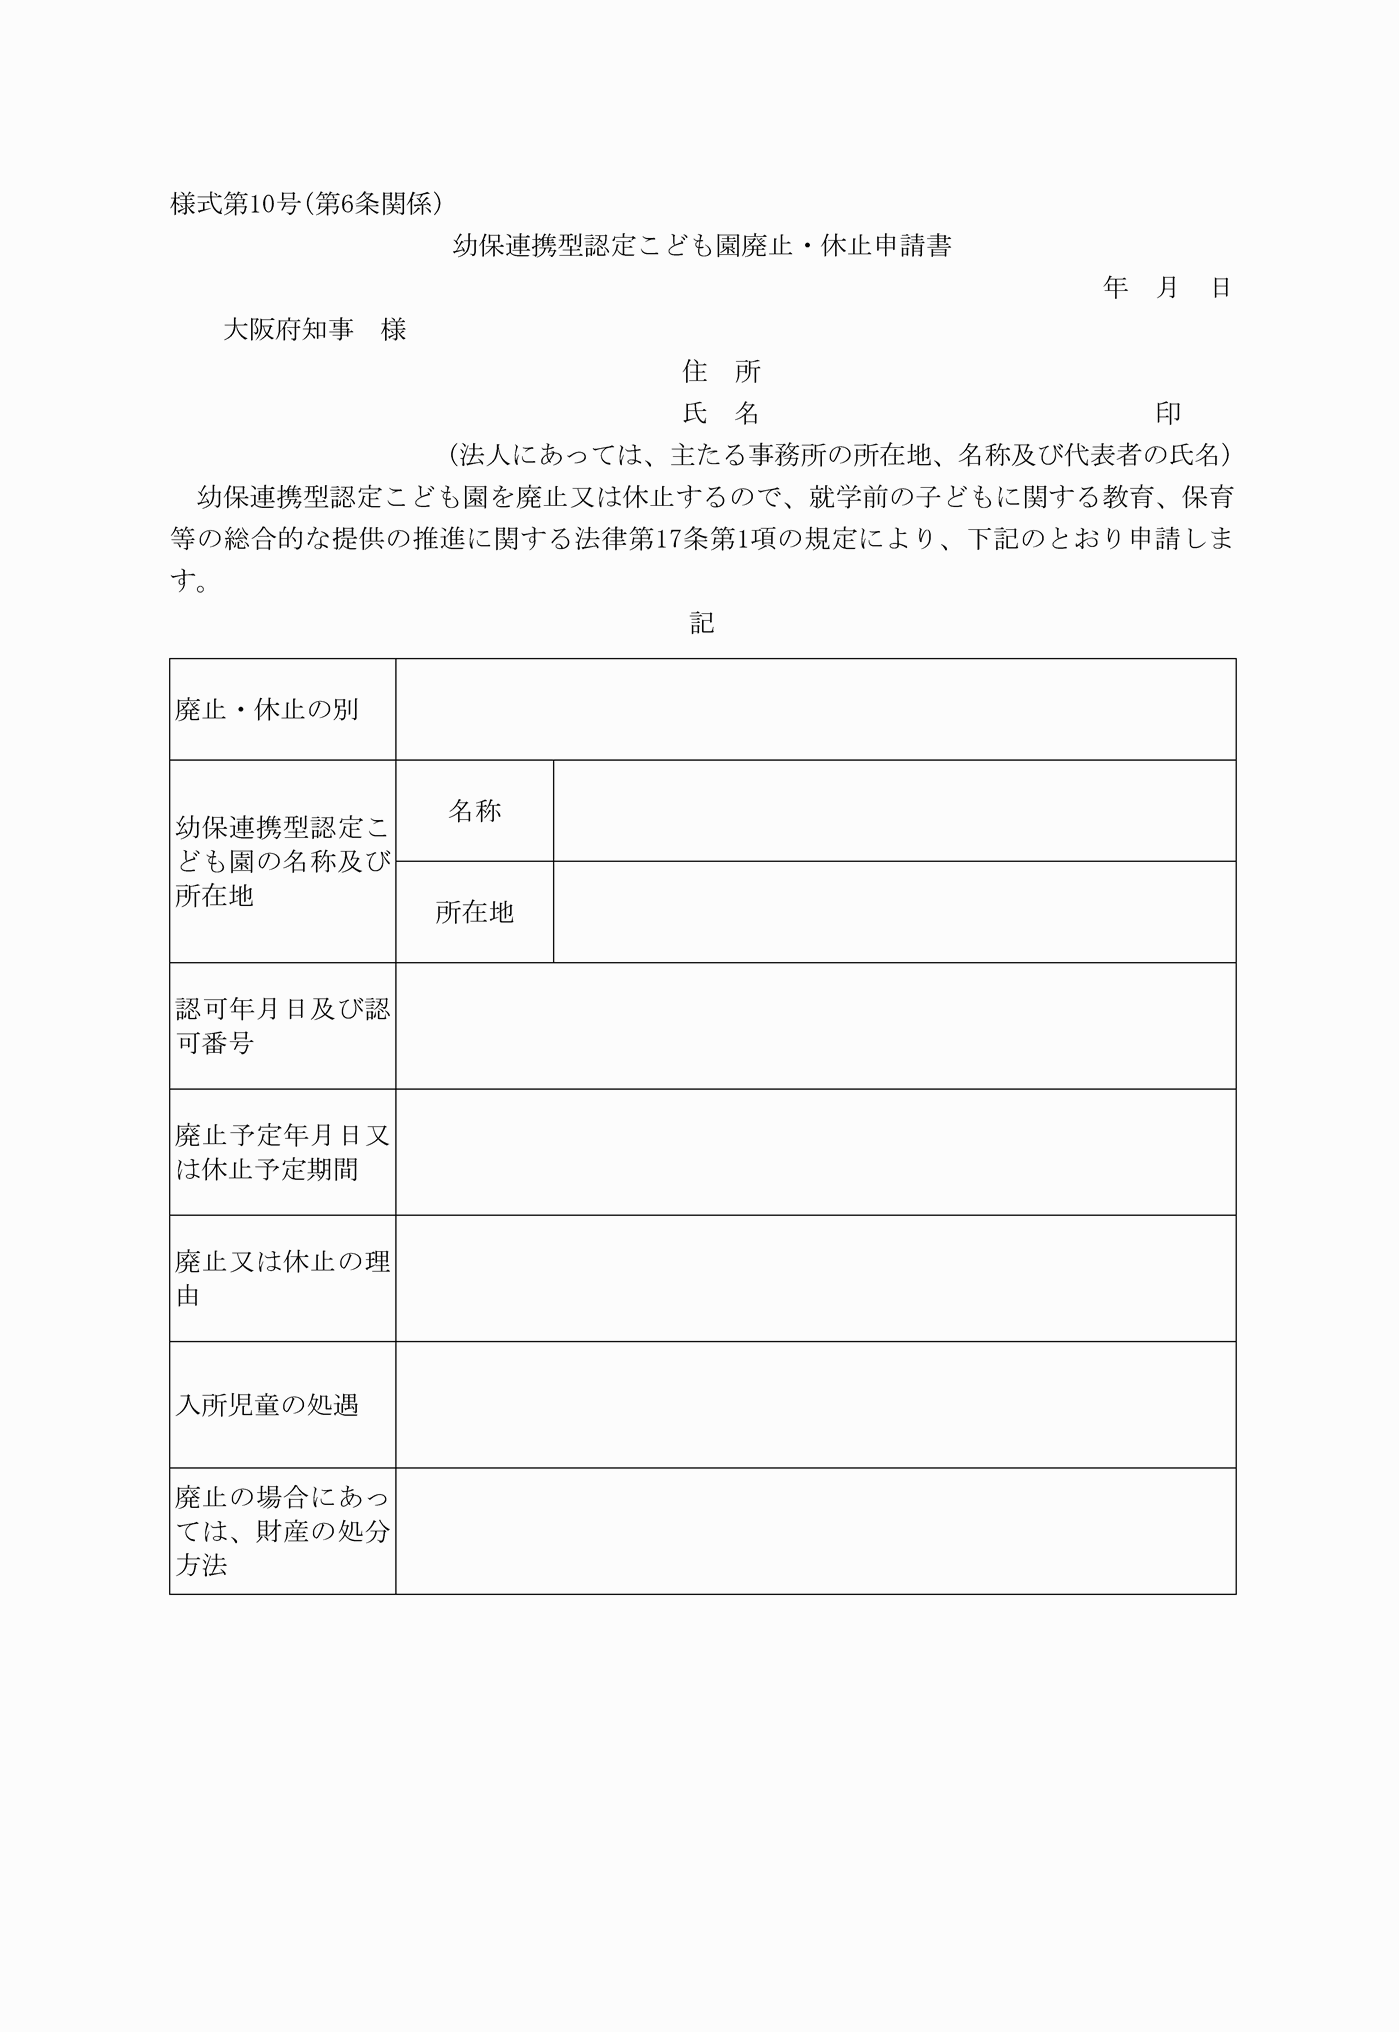 様式第10号(第6条関係)
幼保連携型認定こども園廃止・休止申請書
年　月　日
大阪府知事　様
住　所
氏　名　　　　　　　　　　　　　　　印
(法人にあっては、主たる事務所の所在地、名称及び代表者の氏名)
幼保連携型認定こども園を廃止又は休止するので、就学前の子どもに関する教育、保育
等の総合的な提供の推進に関する法律第17条第1項の規定により、下記のとおり申請しま
す。
記
廃止・休止の別
幼保連携型認定こ
ども園の名称及び
所在地
名称
所在地
認可年月日及び認
可番号
廃止予定年月日又
は休止予定期間
廃止又は休止の理
由
入所児童の処遇
廃止の場合にあっ
ては、財産の処分
方法